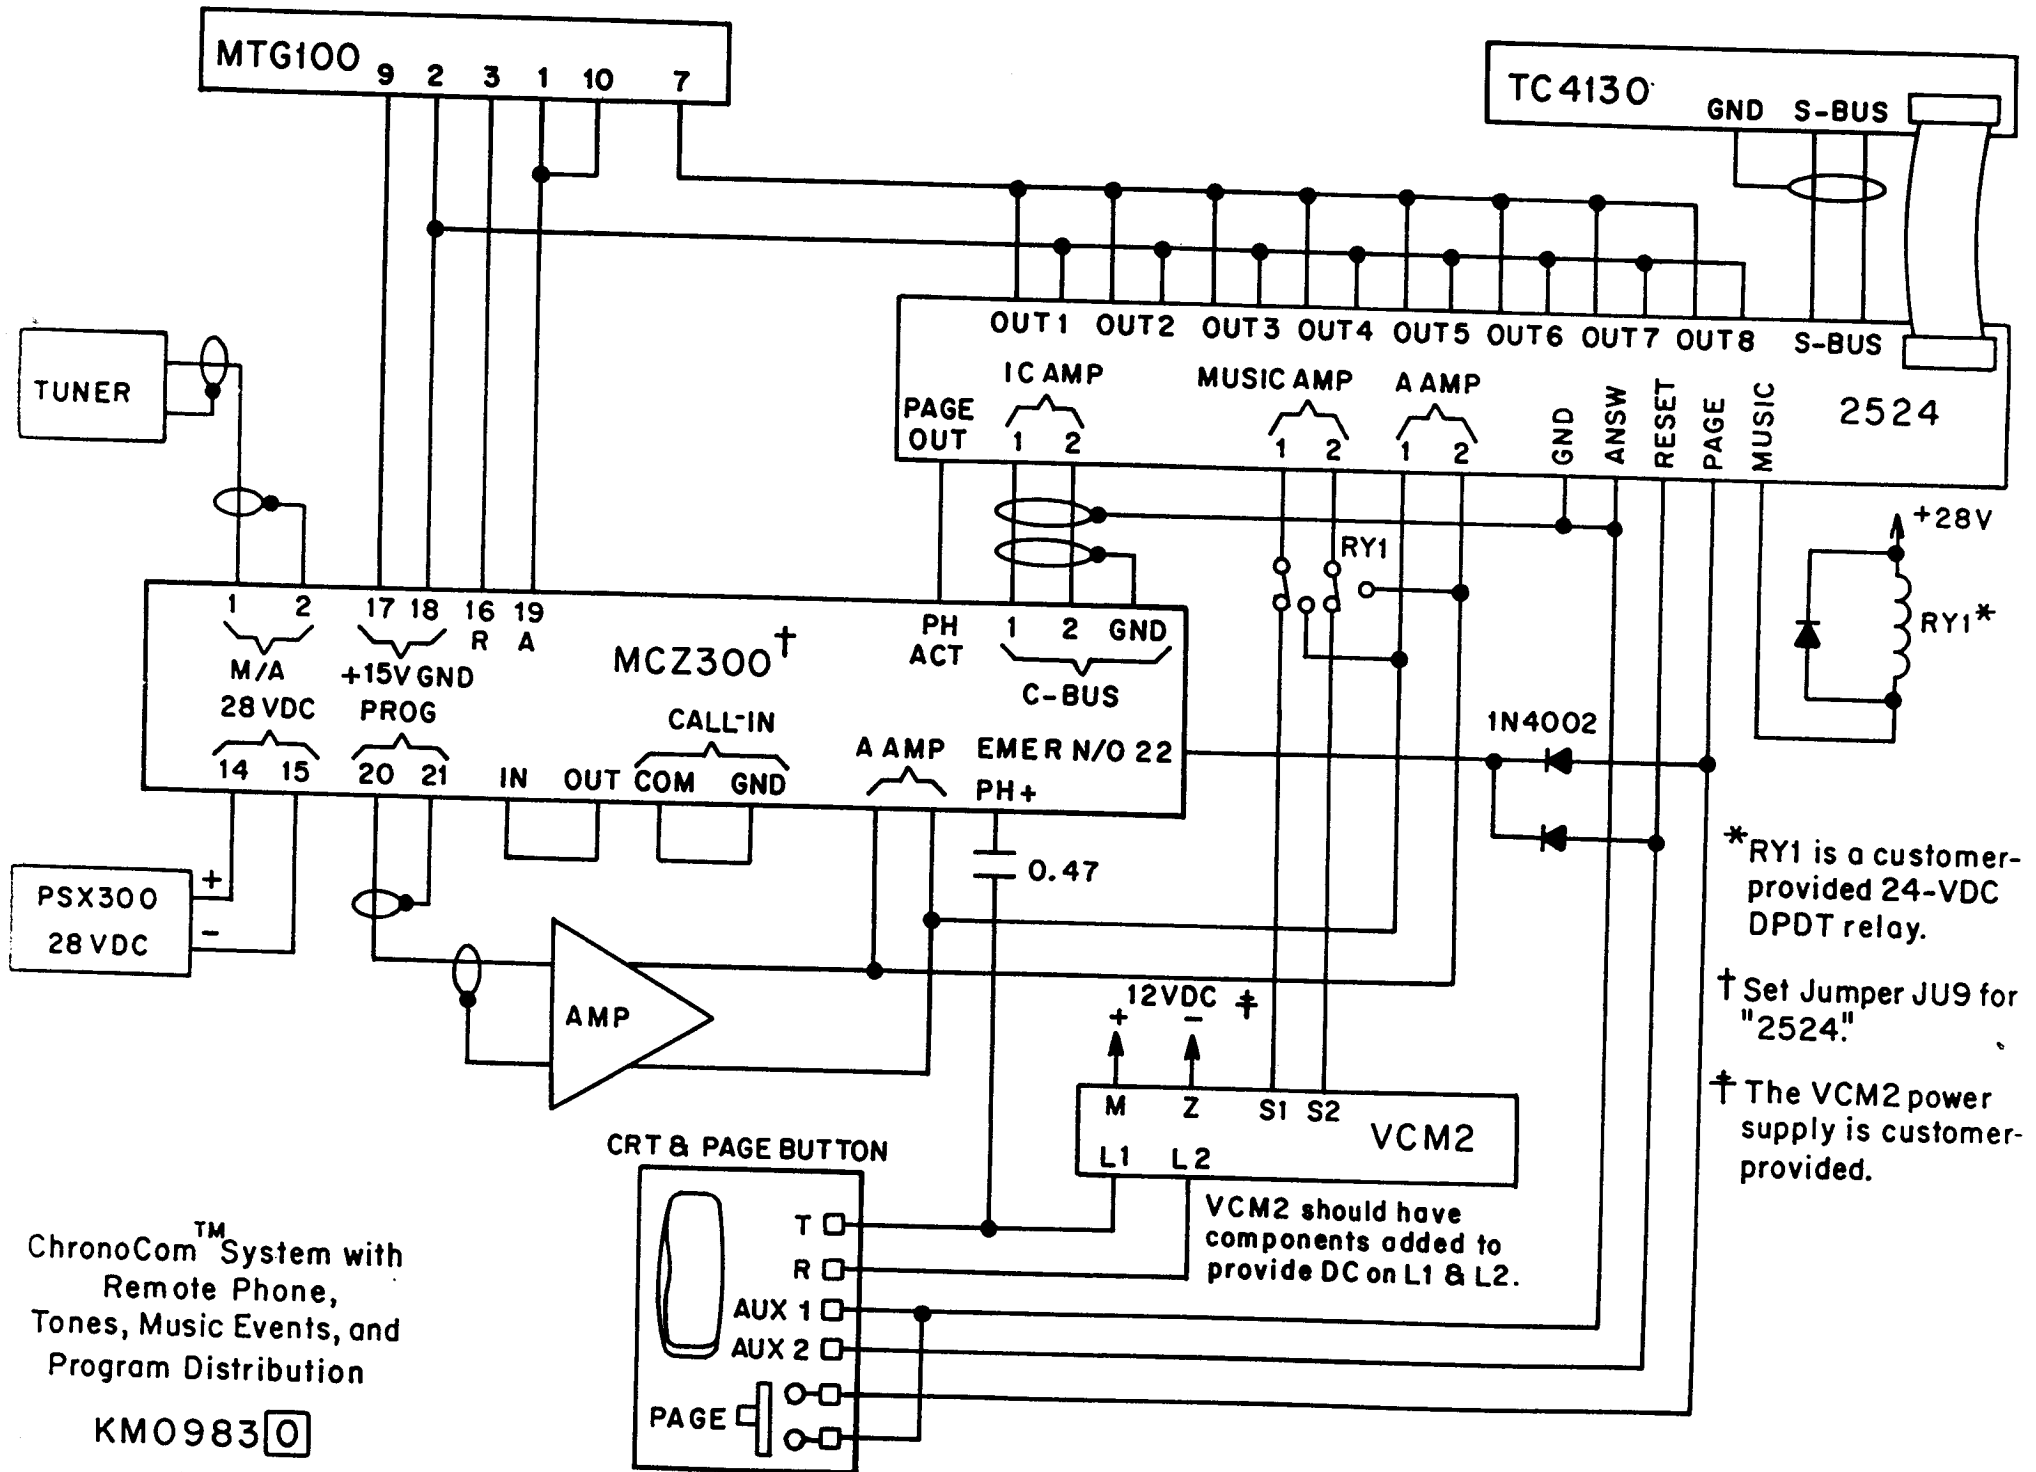 MTG100
9 2 3 1 10 7
TC4130
GND S-BUS
OUT1 OUT2 OUT3 OUT4 OUT5 OUT6 OUT7 OUT8 S-BUS
IC AMP MUSIC AMP A AMP
PAGE OUT
1 2 1 2 1 2
GND ANSW RESET PAGE MUSIC
2524
TUNER
RY1
+28V
RY1*
1 2 17 18 16 19
R A
M/A
+15V GND
MCZ300†
PH ACT
1 2 GND
C-BUS
28 VDC
PROG
CALL-IN
14 15 20 21
IN OUT COM GND
A AMP
EMER N/O 22
PH+
1N4002
0.47
PSX300
28 VDC
+
-
AMP
12VDC ‡
+ -
M Z S1 S2
VCM2
L1 L2
VCM2 should have
components added to
provide DC on L1 & L2.
*RY1 is a customer-
provided 24-VDC
DPDT relay.
† Set Jumper JU9 for
"2524."
‡ The VCM2 power
supply is customer-
provided.
CRT & PAGE BUTTON
T
R
AUX 1
AUX 2
PAGE
ChronoCom™ System with
Remote Phone,
Tones, Music Events, and
Program Distribution
KM0983 0